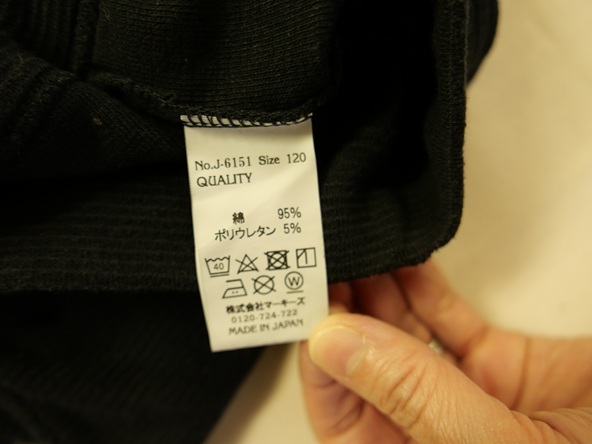 No.J-6151 Size 120
QUALITY
綿 95%
ポリウレタン 5%
40
W
株式会社マーキーズ
0120-724-722
MADE IN JAPAN